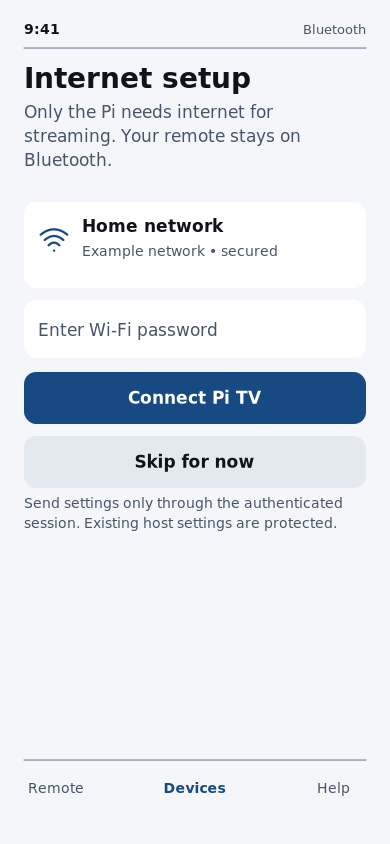 9:41 Bluetooth
Internet setup
Only the Pi needs internet for
streaming. Your remote stays on
Bluetooth.
Home network
Example network • secured
Enter Wi-Fi password
Connect Pi TV
Skip for now
Send settings only through the authenticated
session. Existing host settings are protected.
Remote Devices Help